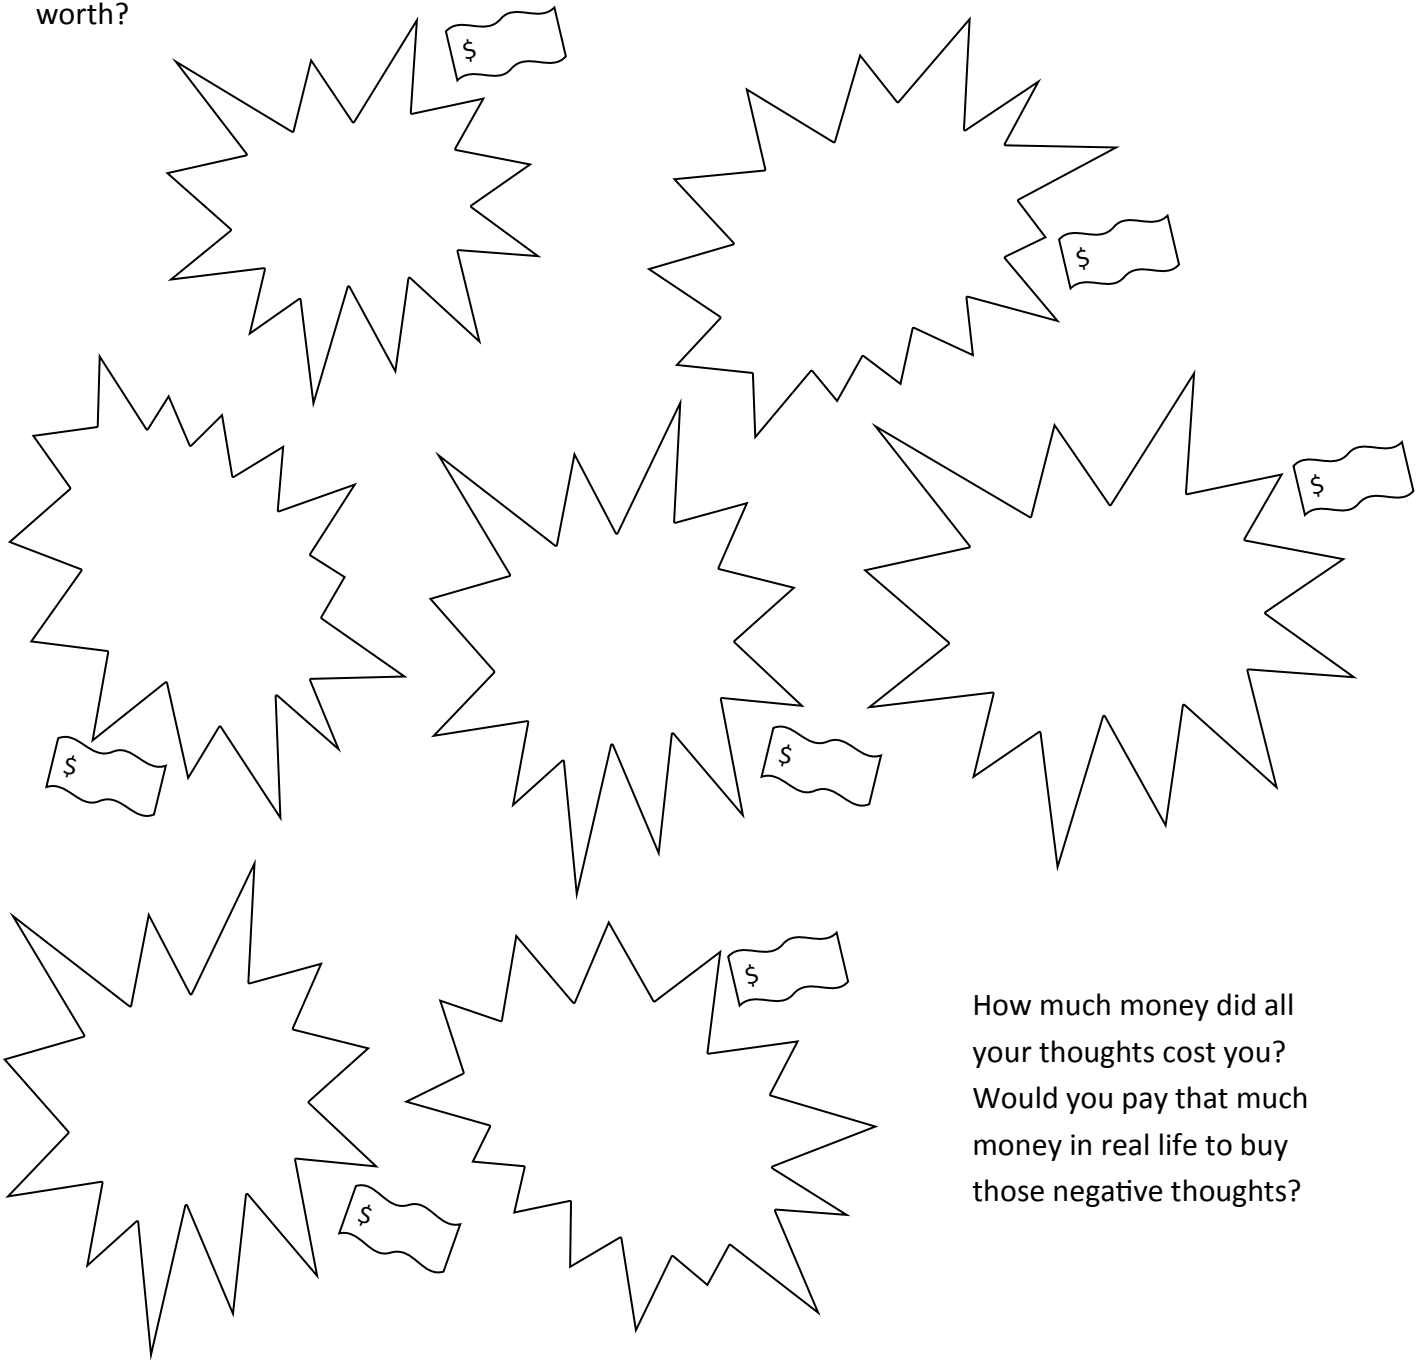 worth?
$
$
$
$
$
$
$
How much money did all
your thoughts cost you?
Would you pay that much
money in real life to buy
those negative thoughts?